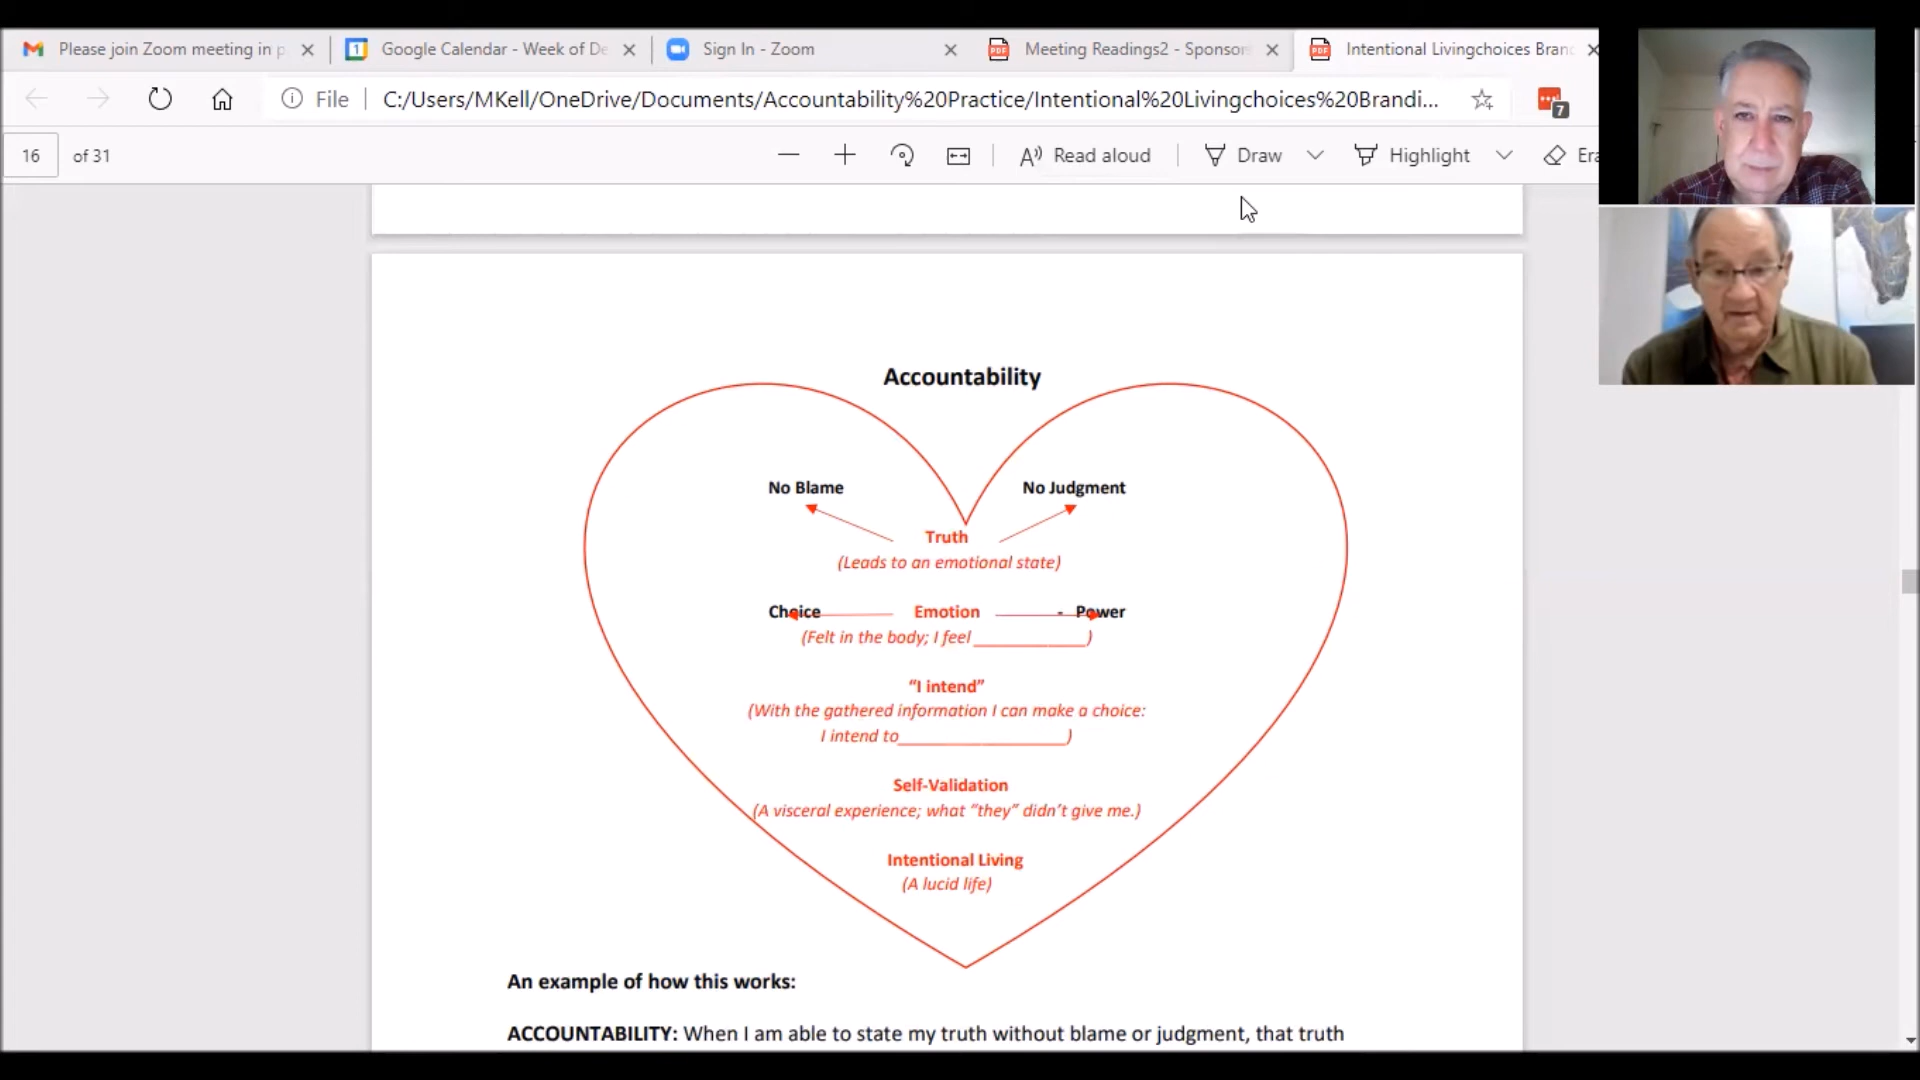 Please join Zoom meeting in p
Google Calendar - Week of De
Sign In - Zoom
Meeting Readings2 - Sponsor
Intentional Livingchoices Bran
File
C:/Users/MKell/OneDrive/Documents/Accountability%20Practice/Intentional%20Livingchoices%20Brandi...
7
16 of 31
Read aloud
Draw
Highlight
Era
Accountability
No Blame No Judgment
Truth
(Leads to an emotional state)
Choice Emotion - Power
(Felt in the body; I feel ____________)
“I intend”
(With the gathered information I can make a choice:
I intend to__________________)
Self-Validation
(A visceral experience; what “they” didn’t give me.)
Intentional Living
(A lucid life)
An example of how this works:
ACCOUNTABILITY: When I am able to state my truth without blame or judgment, that truth